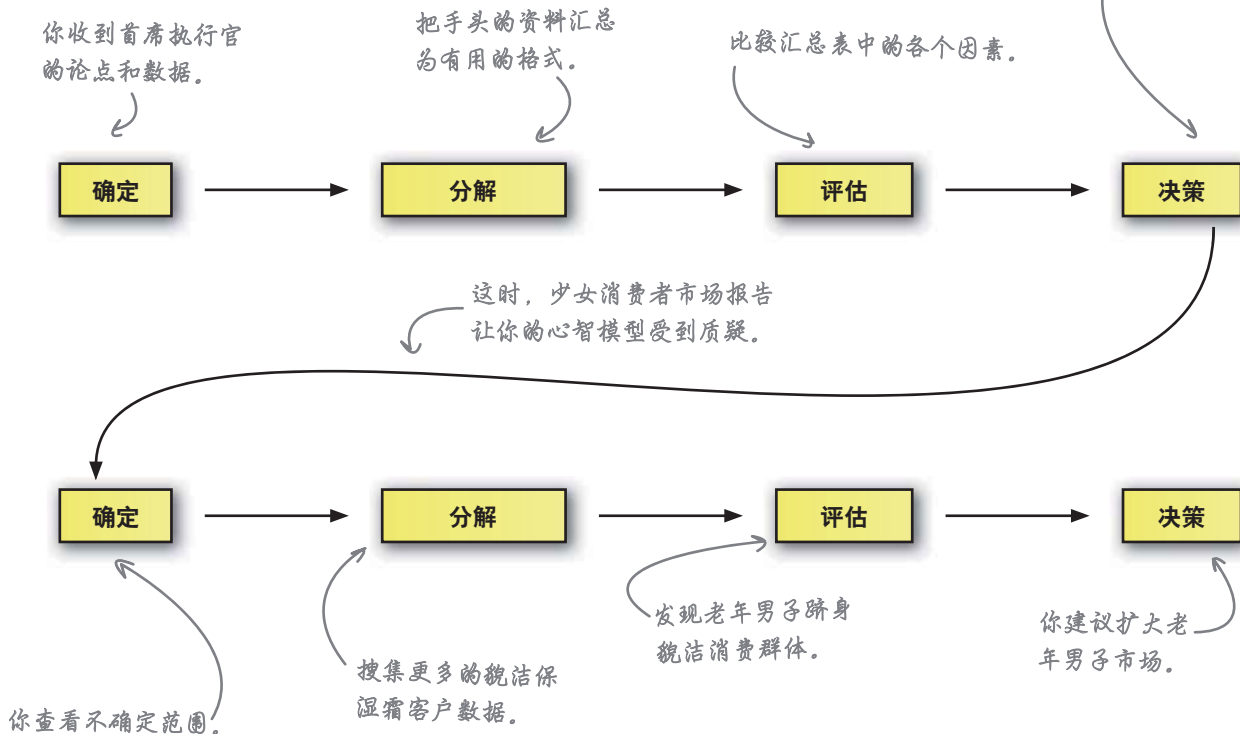 你收到首席执行官
的论点和数据。
把手头的资料汇总
为有用的格式。
比较汇总表中的各个因素。
确定
分解
评估
决策
这时，少女消费者市场报告
让你的心智模型受到质疑。
确定
分解
评估
决策
你查看不确定范围。
搜集更多的貌洁保
湿霜客户数据。
发现老年男子跻身
貌洁消费群体。
你建议扩大老
年男子市场。